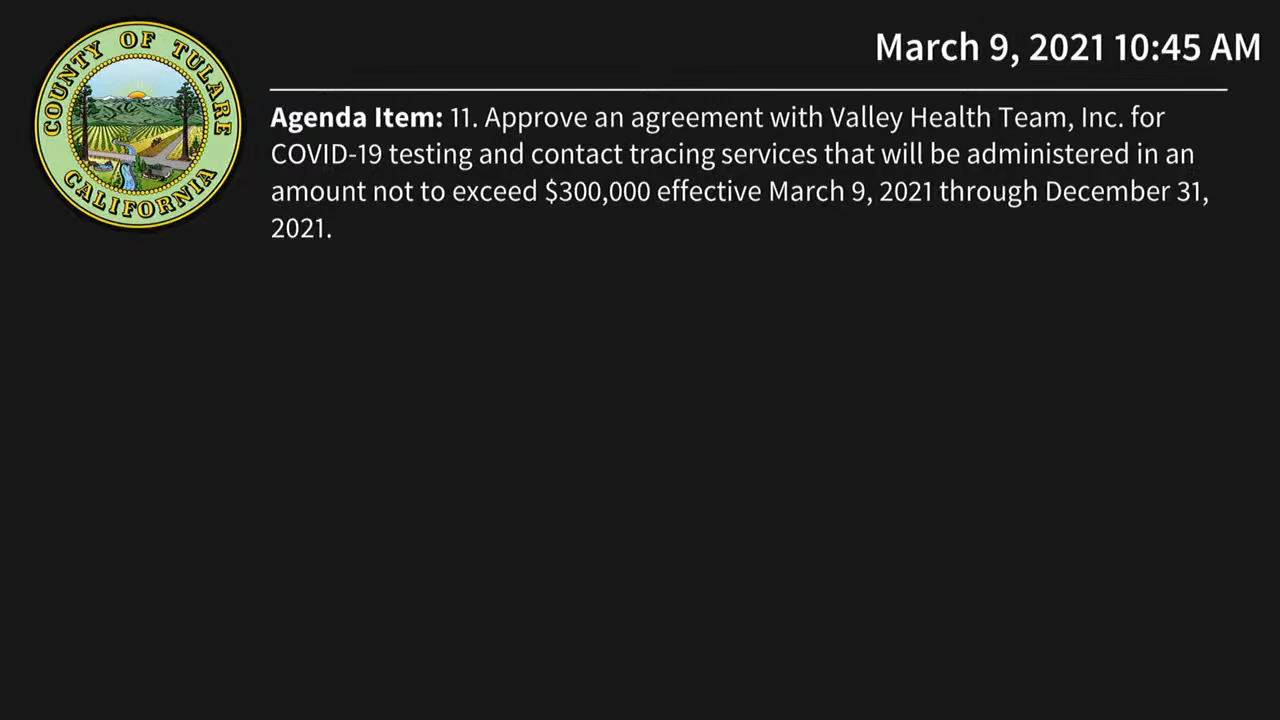 COUNTY OF TULARE
CALIFORNIA
March 9, 2021 10:45 AM
Agenda Item: 11. Approve an agreement with Valley Health Team, Inc. for
COVID-19 testing and contact tracing services that will be administered in an
amount not to exceed $300,000 effective March 9, 2021 through December 31,
2021.